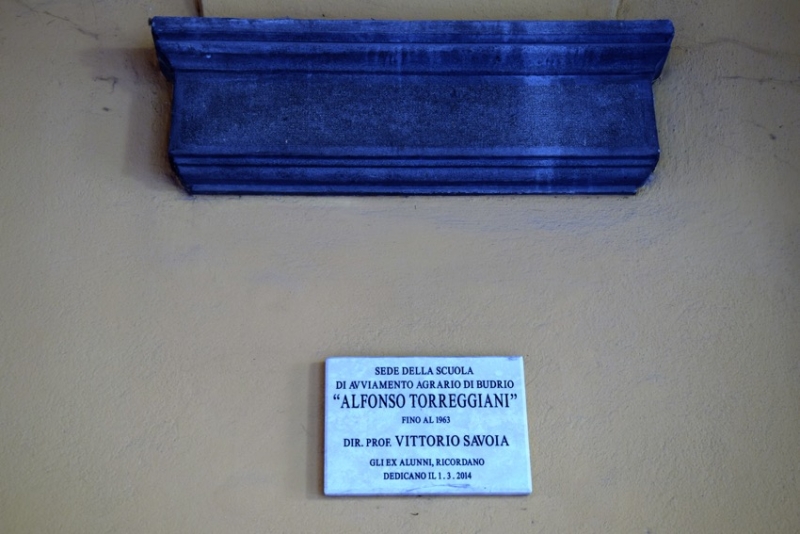 SEDE DELLA SCUOLA
DI AVVIAMENTO AGRARIO DI BUDRIO
“ALFONSO TORREGGIANI”
FINO AL 1963
DIR. PROF. VITTORIO SAVOIA
GLI EX ALUNNI, RICORDANO
DEDICANO IL 1.3.2014